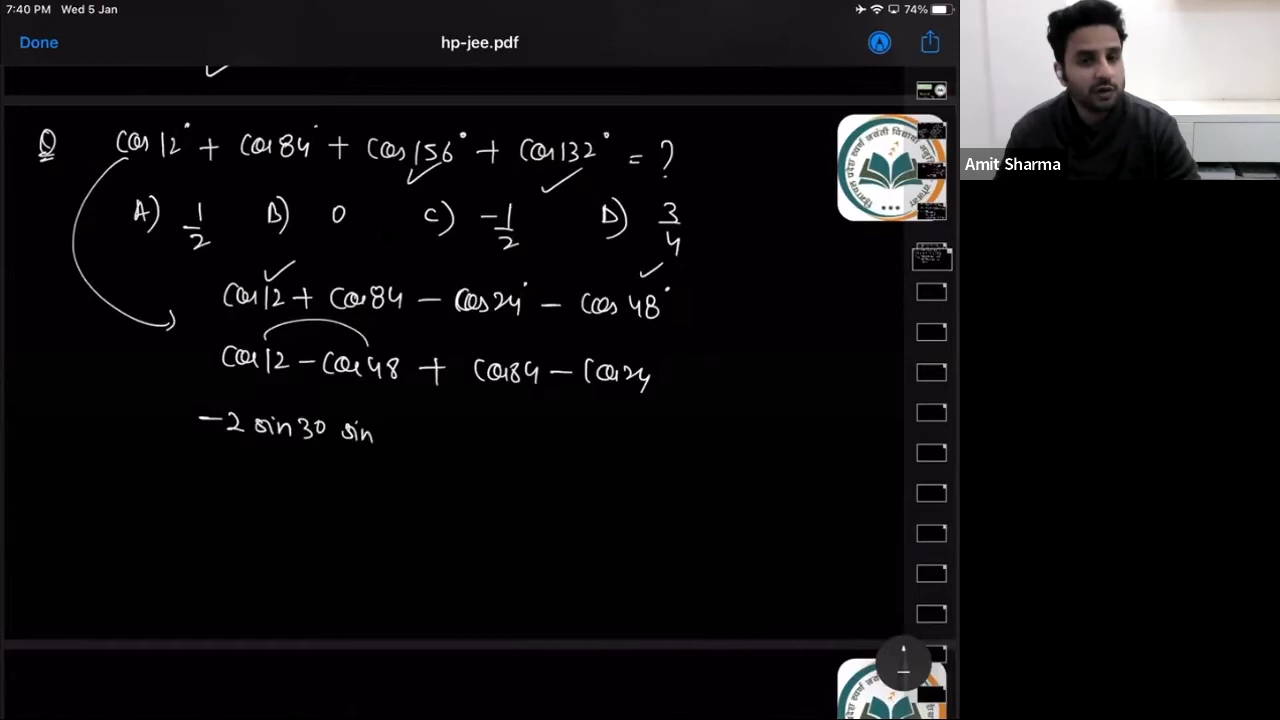 7:40 PM Wed 5 Jan
74%
Done
hp-jee.pdf
Q cos 12° + cos 84° + cos 156° + cos 132° = ?
A) 1/2 B) 0 C) -1/2 D) 3/4
cos 12 + cos 84 - cos 24° - cos 48°
cos 12 - cos 48 + cos 84 - cos 24
-2 sin 30 sin
Amit Sharma